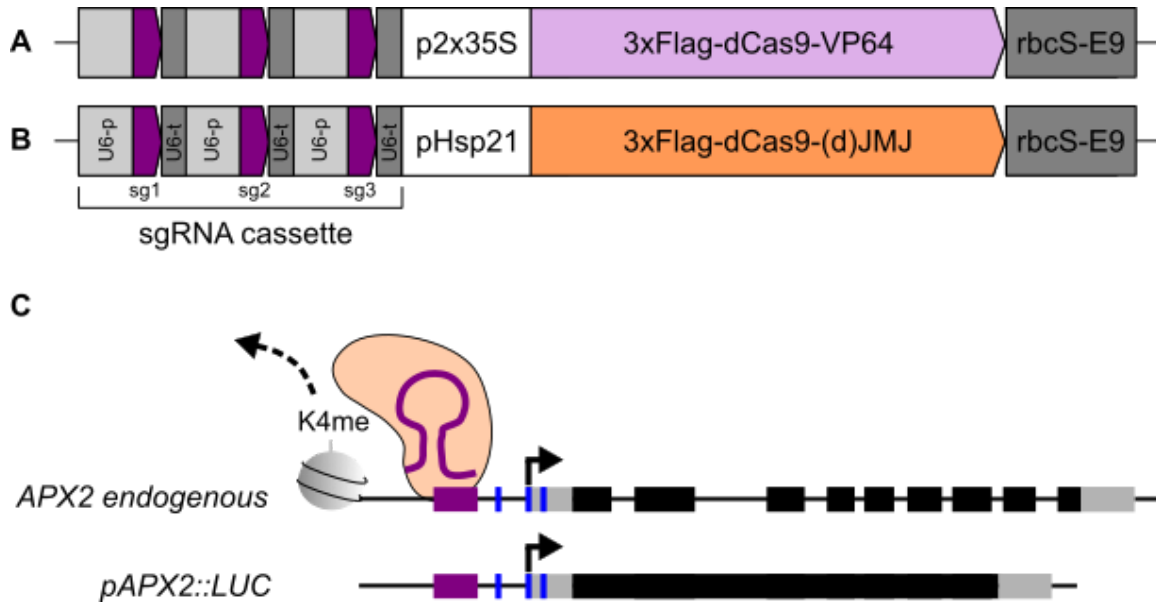 A
p2x35S
3xFlag-dCas9-VP64
rbcS-E9
B
U6-p
U6-t
U6-p
U6-t
U6-p
U6-t
pHsp21
3xFlag-dCas9-(d)JMJ
rbcS-E9
sg1
sg2
sg3
sgRNA cassette
C
K4me
APX2 endogenous
pAPX2::LUC